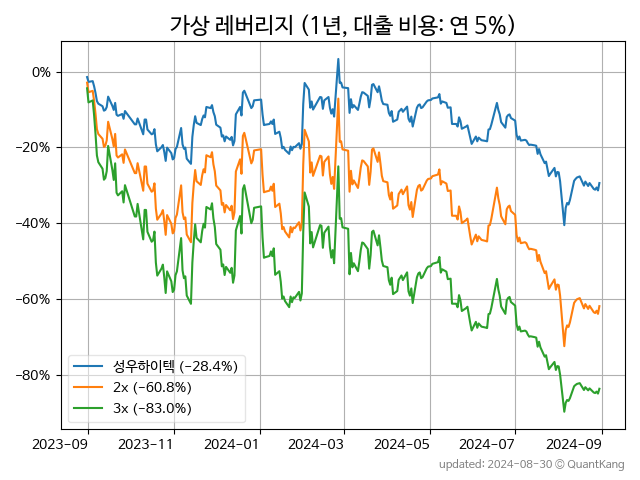 가상 레버리지 (1년, 대출 비용: 연 5%)
0%
−20%
−40%
−60%
−80%
성우하이텍 (−28.4%)
2x (−60.8%)
3x (−83.0%)
2023-09 2023-11 2024-01 2024-03 2024-05 2024-07 2024-09
updated: 2024-08-30 © QuantKang